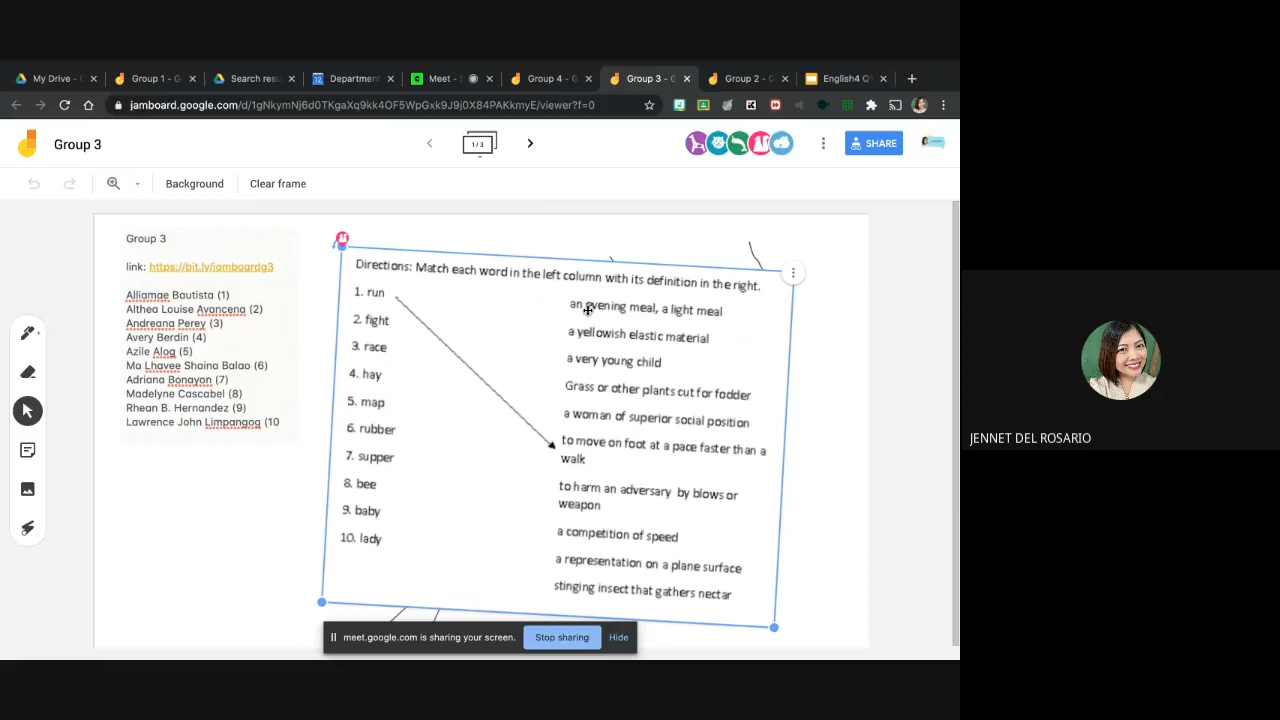 My Drive - G
Group 1 - G
Search resu
Department
Meet - S
Group 4 - G
Group 3 - G
Group 2 - G
English4 Q1
jamboard.google.com/d/1gNkymNj6d0TKgaXq9kk4OF5WpGxk9J9j0X84PAKkmyE/viewer?f=0
Group 3
1/3
SHARE
Background
Clear frame
Group 3
link: https://bit.ly/jamboardg3
Alliamae Bautista (1)
Althea Louise Avancena (2)
Andreana Perey (3)
Avery Berdin (4)
Azile Alog (5)
Ma Lhavee Shaina Balao (6)
Adriana Bonayon (7)
Madelyne Cascabel (8)
Rhean B. Hernandez (9)
Lawrence John Limpangog (10
Directions: Match each word in the left column with its definition in the right.
1. run
2. fight
3. race
4. hay
5. map
6. rubber
7. supper
8. bee
9. baby
10. lady
an evening meal, a light meal
a yellowish elastic material
a very young child
Grass or other plants cut for fodder
a woman of superior social position
to move on foot at a pace faster than a
walk
to harm an adversary by blows or
weapon
a competition of speed
a representation on a plane surface
stinging insect that gathers nectar
meet.google.com is sharing your screen.
Stop sharing
Hide
JENNET DEL ROSARIO